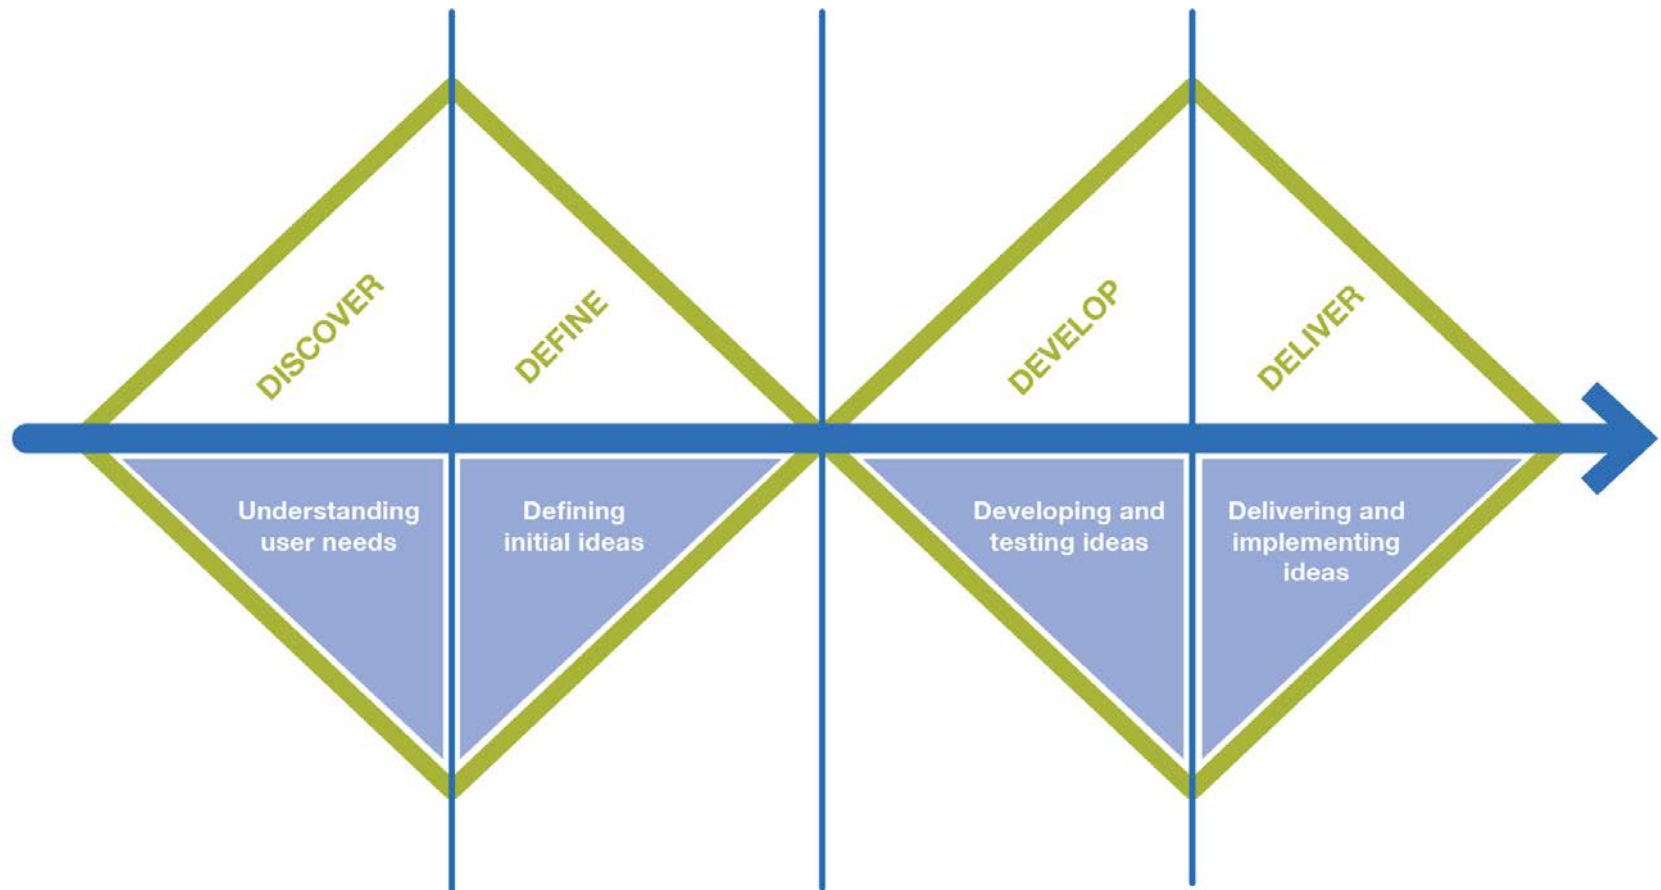 DISCOVER
DEFINE
DEVELOP
DELIVER
Understanding
user needs
Defining
initial ideas
Developing and
testing ideas
Delivering and
implementing
ideas